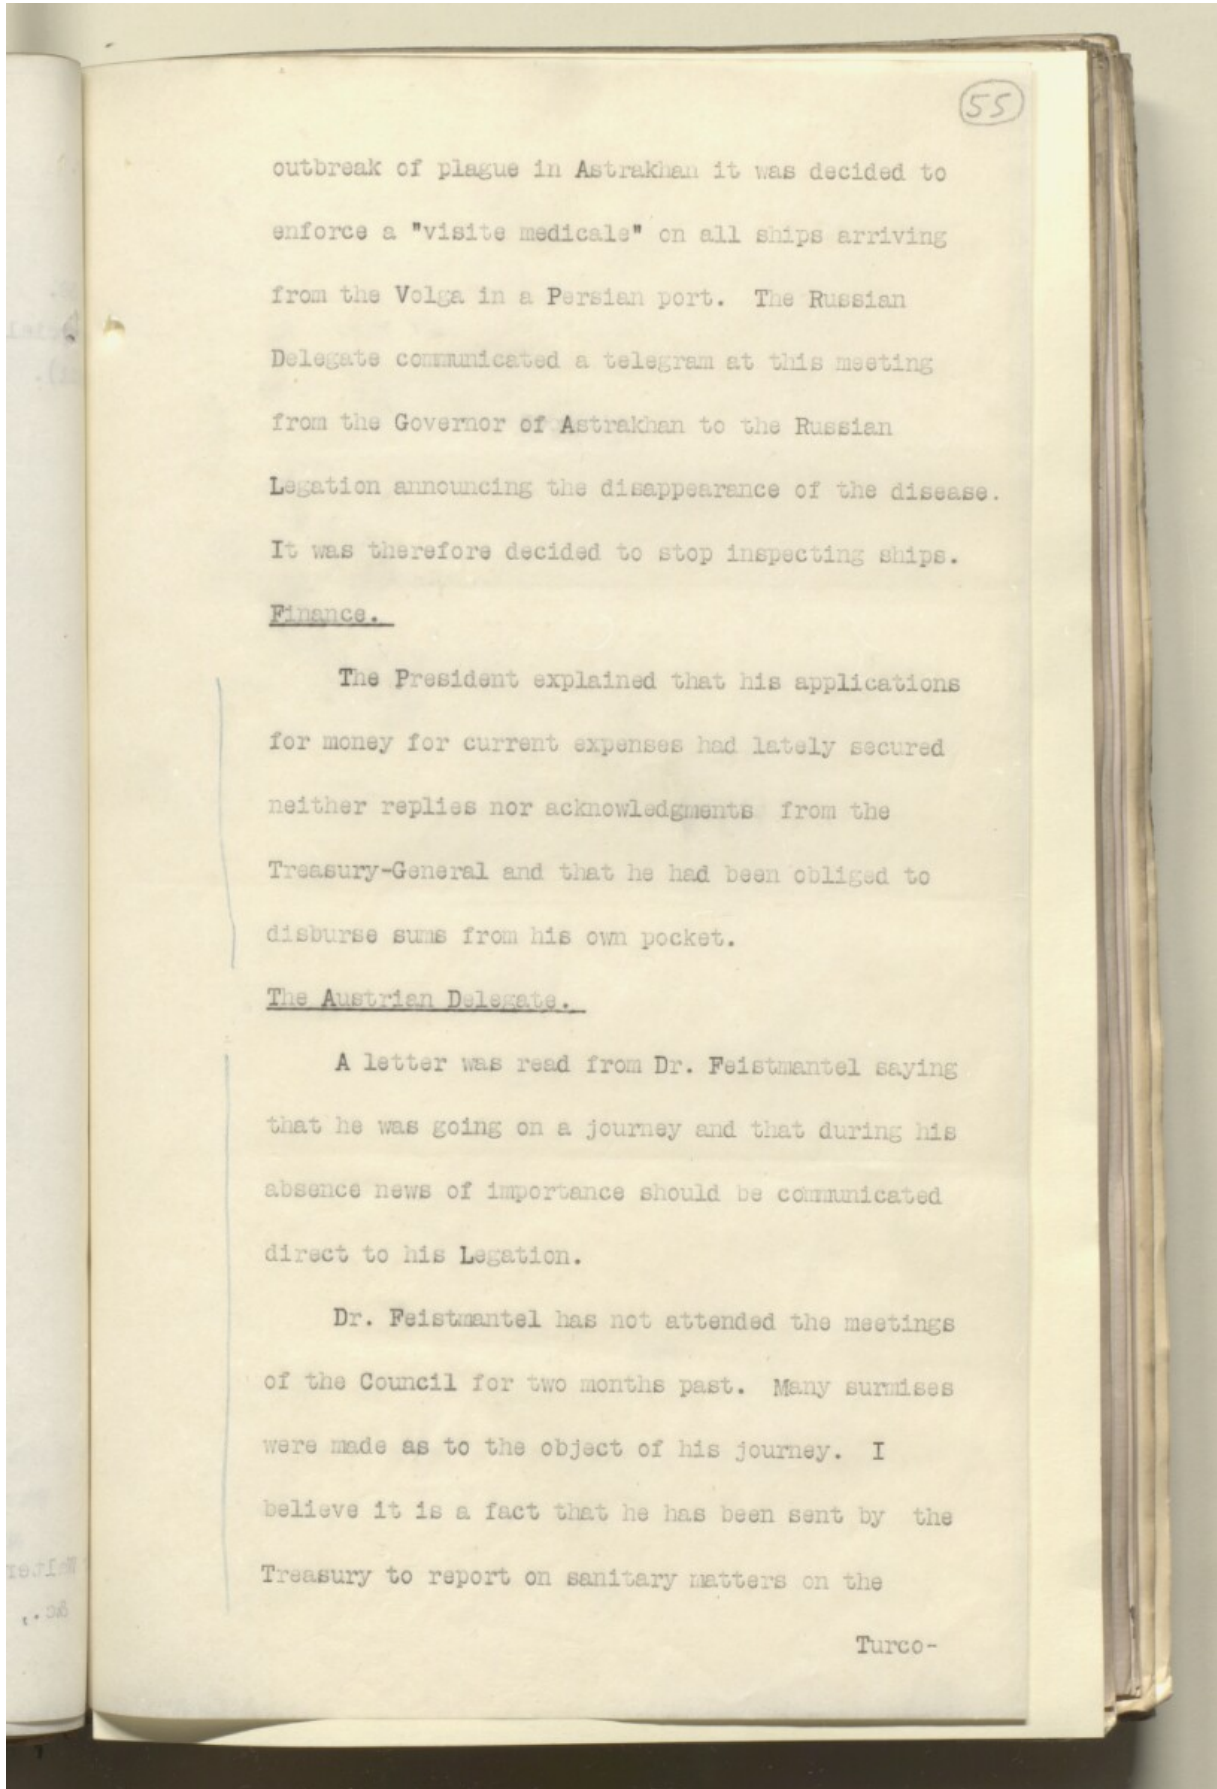 55
outbreak of plague in Astrakhan it was decided to
enforce a "visite medicale" on all ships arriving
from the Volga in a Persian port. The Russian
Delegate communicated a telegram at this meeting
from the Governor of Astrakhan to the Russian
Legation announcing the disappearance of the disease.
It was therefore decided to stop inspecting ships.
Finance.
The President explained that his applications
for money for current expenses had lately secured
neither replies nor acknowledgments from the
Treasury-General and that he had been obliged to
disburse sums from his own pocket.
The Austrian Delegate.
A letter was read from Dr. Feistmantel saying
that he was going on a journey and that during his
absence news of importance should be communicated
direct to his Legation.
Dr. Feistmantel has not attended the meetings
of the Council for two months past. Many surmises
were made as to the object of his journey. I
believe it is a fact that he has been sent by the
Treasury to report on sanitary matters on the
Turco-